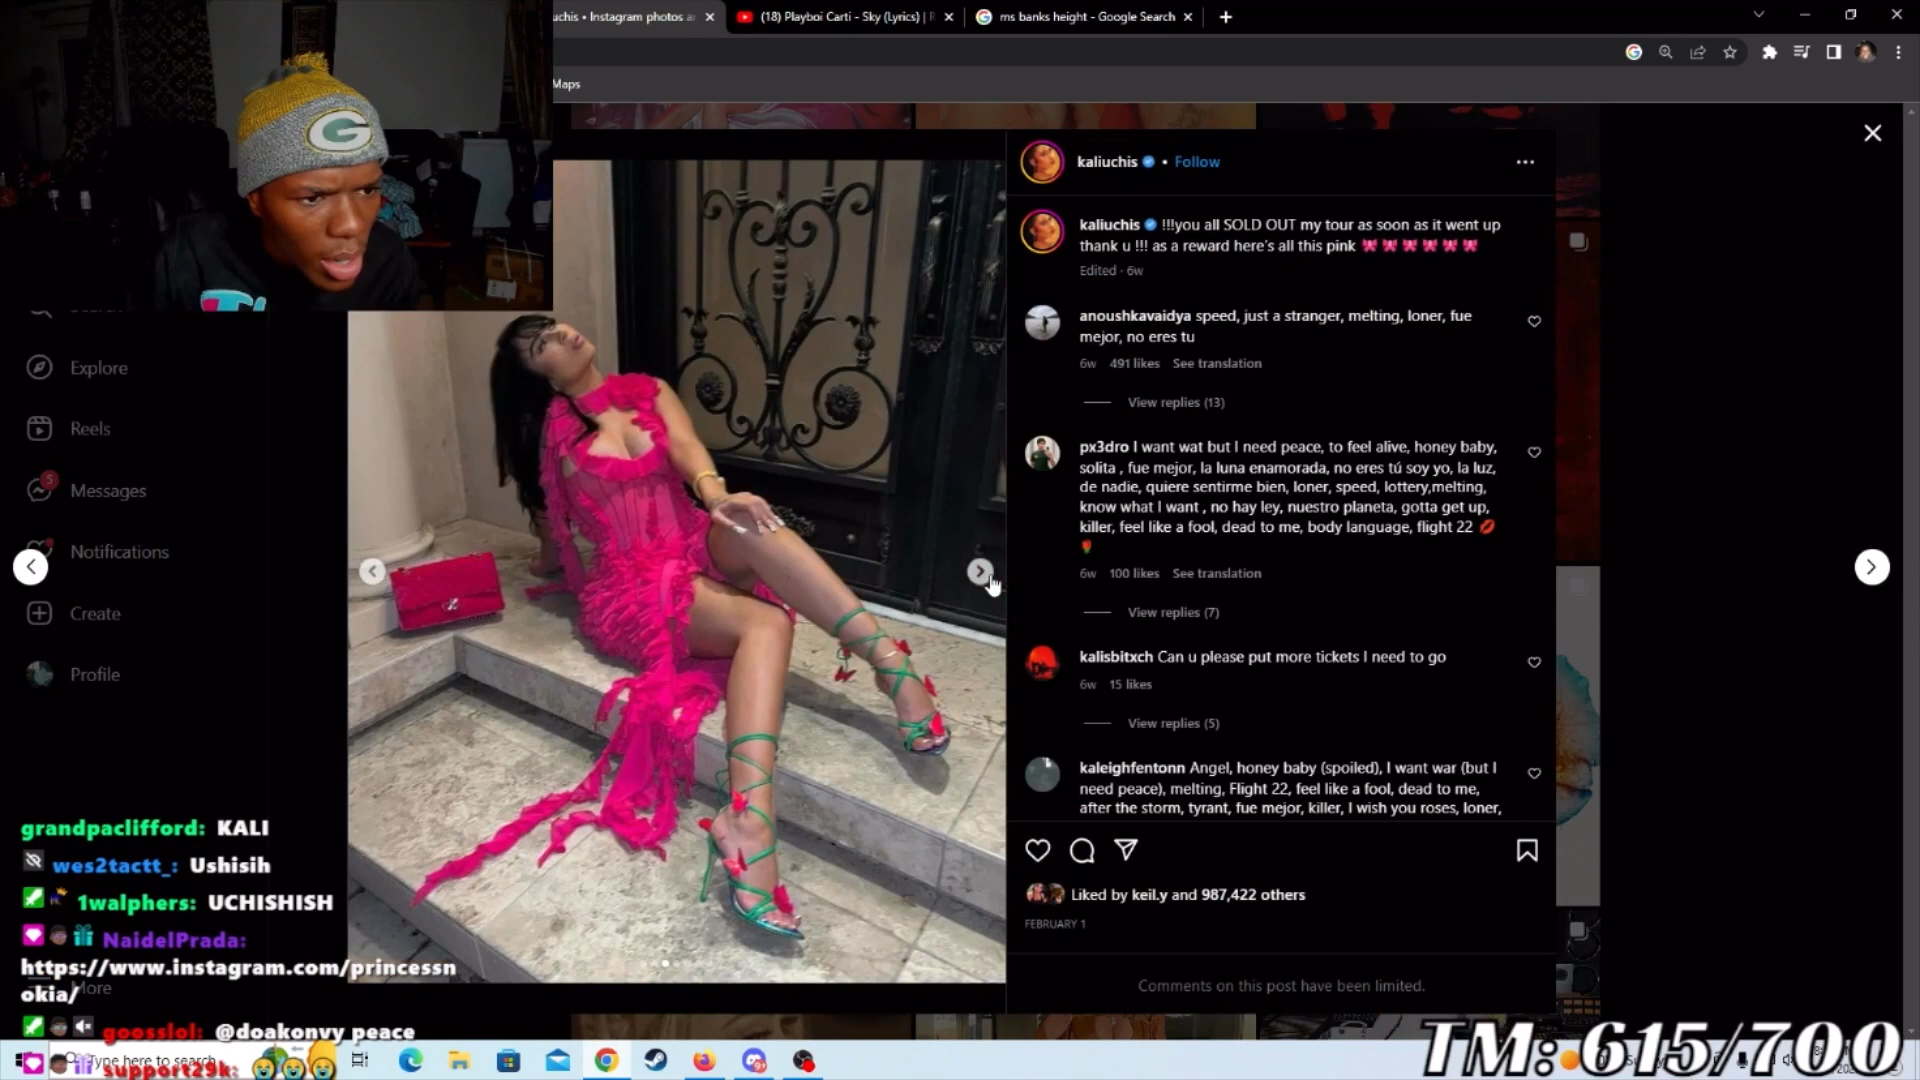 uchis • Instagram photos a
(18) Playboi Carti - Sky (Lyrics) |
ms banks height - Google Search
Maps
G
kaliuchis • Follow
kaliuchis !!!you all SOLD OUT my tour as soon as it went up
thank u !!! as a reward here's all this pink 🎀 🎀 🎀 🎀 🎀 🎀
Edited · 6w
anoushkavaidya speed, just a stranger, melting, loner, fue
mejor, no eres tu
6w 491 likes See translation
View replies (13)
px3dro I want wat but I need peace, to feel alive, honey baby,
solita , fue mejor, la luna enamorada, no eres tú soy yo, la luz,
de nadie, quiere sentirme bien, loner, speed, lottery,melting,
know what I want , no hay ley, nuestro planeta, gotta get up,
killer, feel like a fool, dead to me, body language, flight 22 💋
🌹
6w 100 likes See translation
View replies (7)
kalisbitxch Can u please put more tickets I need to go
6w 15 likes
View replies (5)
kaleighfentonn Angel, honey baby (spoiled), I want war (but I
need peace), melting, Flight 22, feel like a fool, dead to me,
after the storm, tyrant, fue mejor, killer, I wish you roses, loner,
Liked by keil.y and 987,422 others
FEBRUARY 1
Comments on this post have been limited.
Explore
Reels
5
Messages
Notifications
Create
Profile
More
grandpaclifford: KALI
wes2tactt_: Ushisih
1walphers: UCHISHISH
NaidelPrada:
https://www.instagram.com/princessn
okia/
goosslol: @doakonvy peace
support29k: 😭😭😭
Type here to search
TM: 615/700